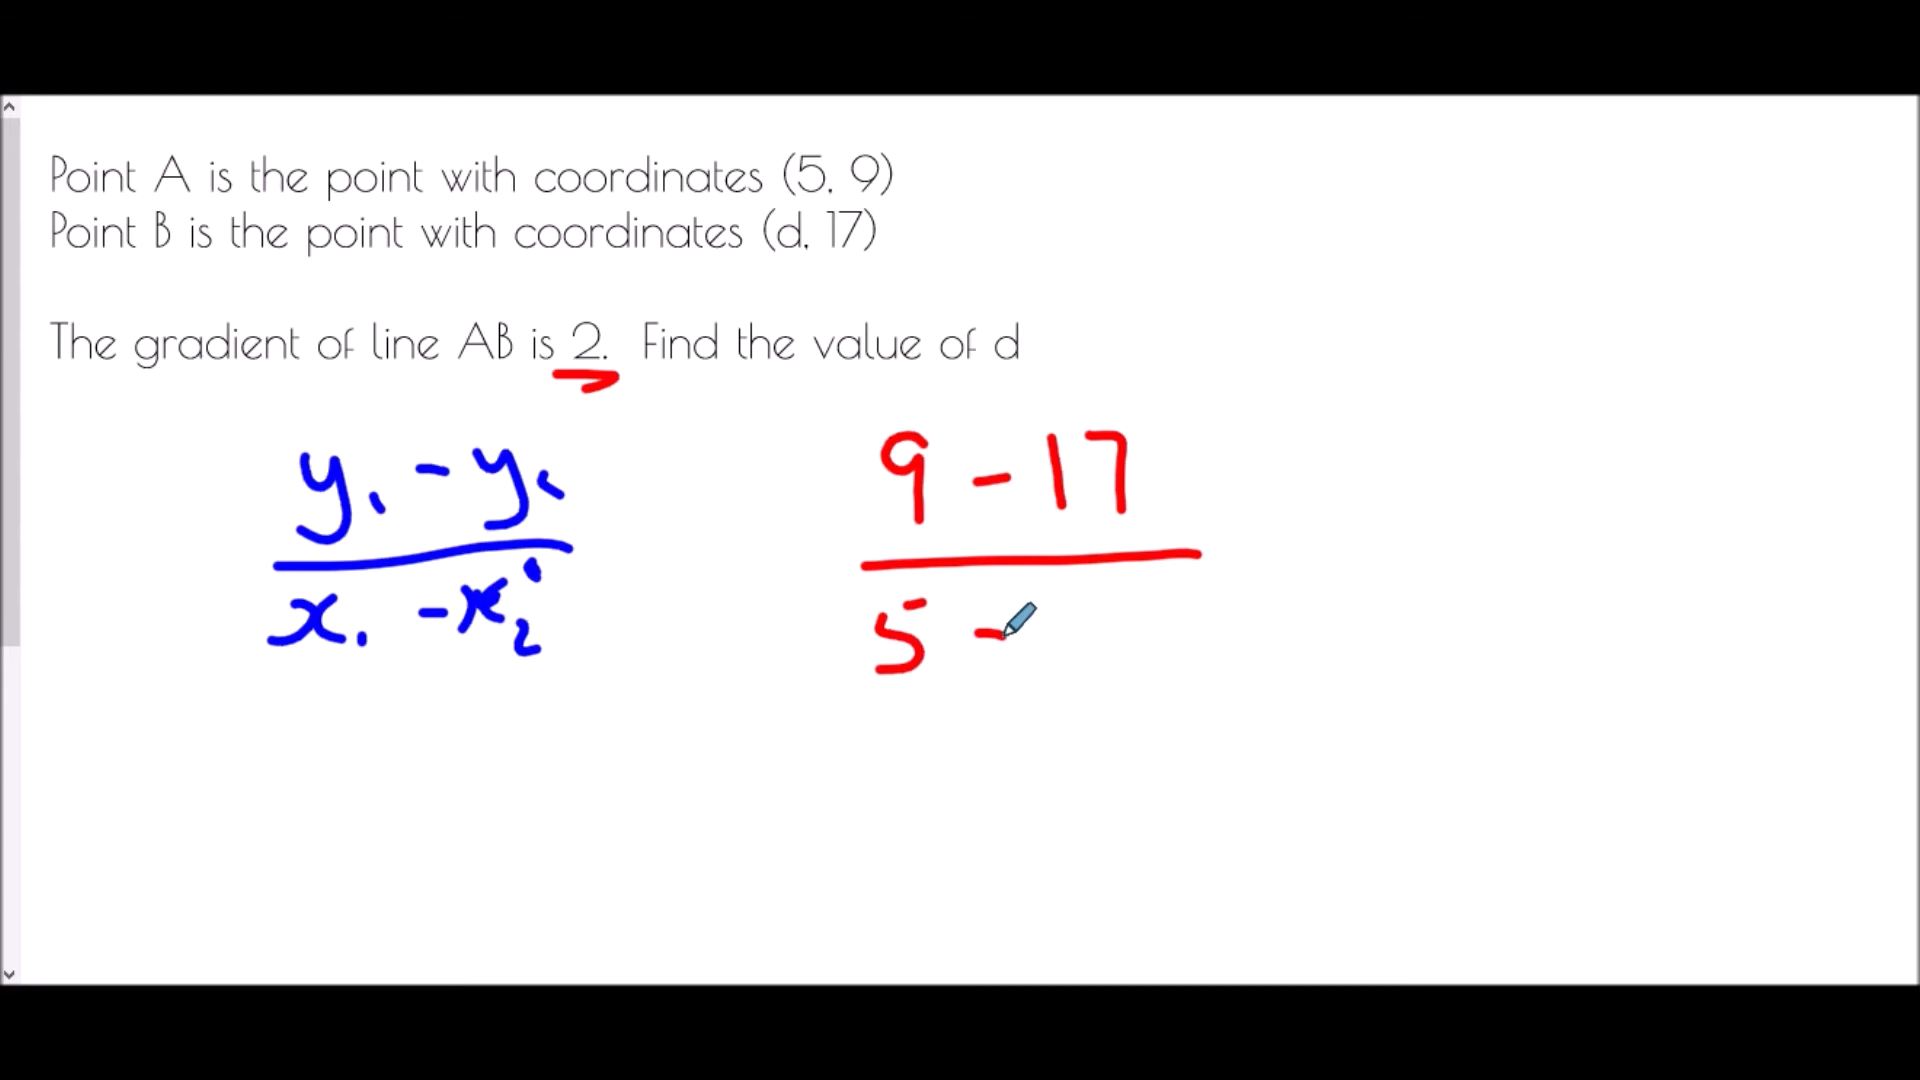 Point A is the point with coordinates (5, 9)
Point B is the point with coordinates (d, 17)
The gradient of line AB is 2. Find the value of d
y₁ - y₂
x₁ - x₂
9 - 17
5 -